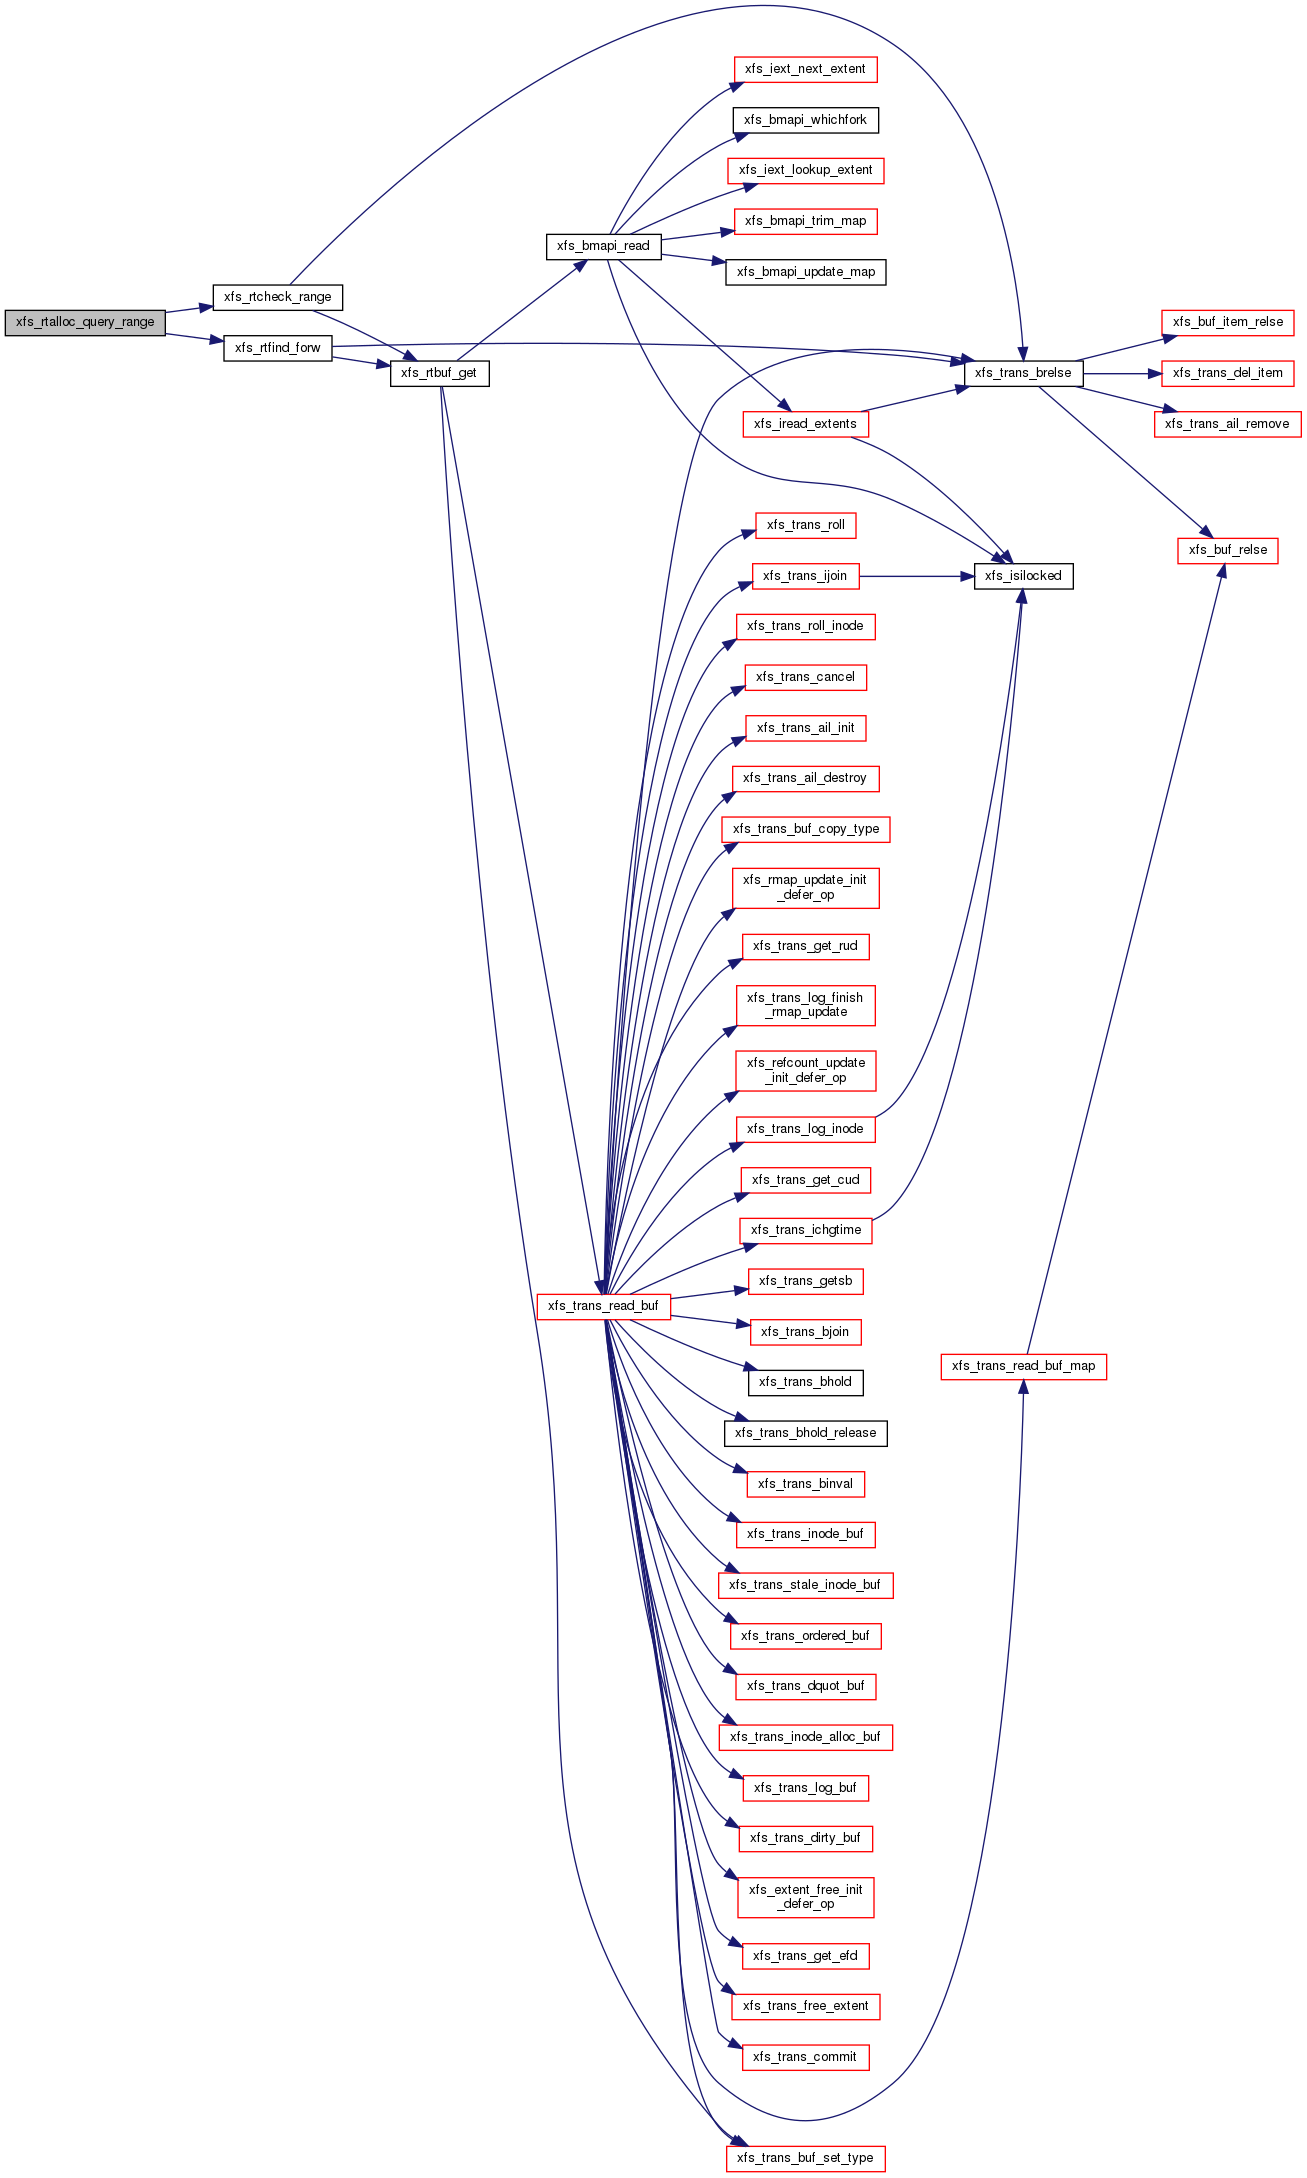 xfs_iext_next_extent
xfs_bmapi_whichfork
xfs_iext_lookup_extent
xfs_bmapi_trim_map
xfs_bmapi_read
xfs_bmapi_update_map
xfs_rtcheck_range
xfs_rtalloc_query_range
xfs_buf_item_relse
xfs_rtfind_forw
xfs_rtbuf_get
xfs_trans_brelse
xfs_trans_del_item
xfs_iread_extents
xfs_trans_ail_remove
xfs_trans_roll
xfs_buf_relse
xfs_trans_ijoin
xfs_isilocked
xfs_trans_roll_inode
xfs_trans_cancel
xfs_trans_ail_init
xfs_trans_ail_destroy
xfs_trans_buf_copy_type
xfs_rmap_update_init
_defer_op
xfs_trans_get_rud
xfs_trans_log_finish
_rmap_update
xfs_refcount_update
_init_defer_op
xfs_trans_log_inode
xfs_trans_get_cud
xfs_trans_ichgtime
xfs_trans_getsb
xfs_trans_read_buf
xfs_trans_bjoin
xfs_trans_read_buf_map
xfs_trans_bhold
xfs_trans_bhold_release
xfs_trans_binval
xfs_trans_inode_buf
xfs_trans_stale_inode_buf
xfs_trans_ordered_buf
xfs_trans_dquot_buf
xfs_trans_inode_alloc_buf
xfs_trans_log_buf
xfs_trans_dirty_buf
xfs_extent_free_init
_defer_op
xfs_trans_get_efd
xfs_trans_free_extent
xfs_trans_commit
xfs_trans_buf_set_type